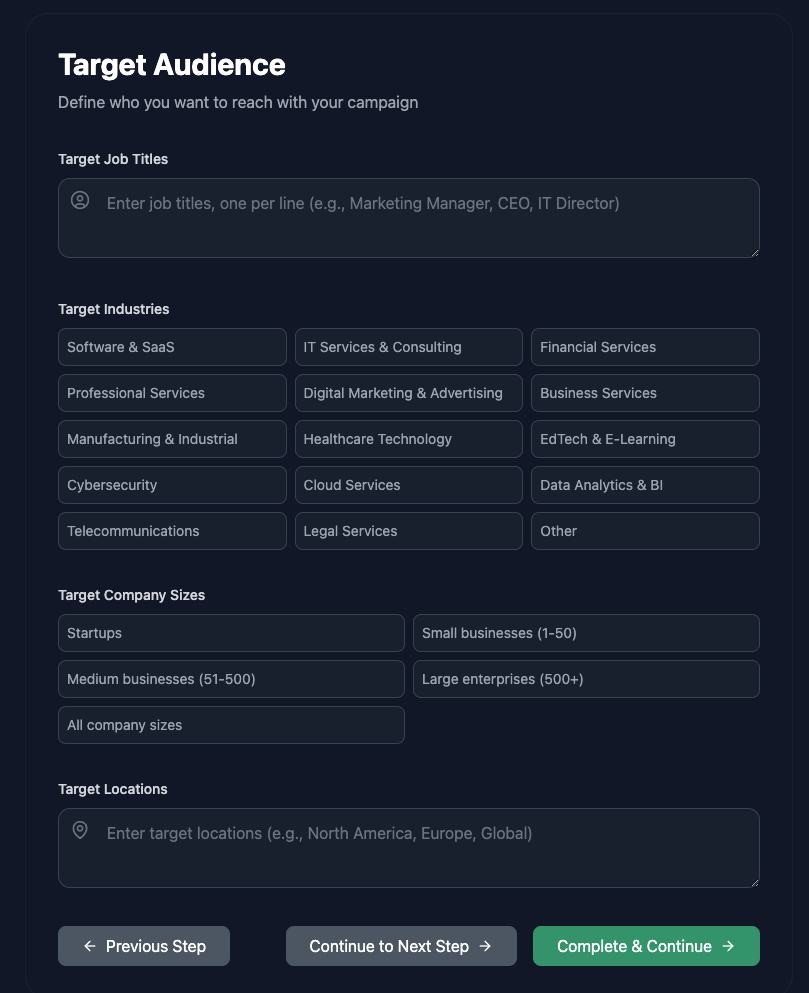 Target Audience
Define who you want to reach with your campaign
Target Job Titles
Enter job titles, one per line (e.g., Marketing Manager, CEO, IT Director)
Target Industries
Software & SaaS
IT Services & Consulting
Financial Services
Professional Services
Digital Marketing & Advertising
Business Services
Manufacturing & Industrial
Healthcare Technology
EdTech & E-Learning
Cybersecurity
Cloud Services
Data Analytics & BI
Telecommunications
Legal Services
Other
Target Company Sizes
Startups
Small businesses (1-50)
Medium businesses (51-500)
Large enterprises (500+)
All company sizes
Target Locations
Enter target locations (e.g., North America, Europe, Global)
← Previous Step
Continue to Next Step →
Complete & Continue →